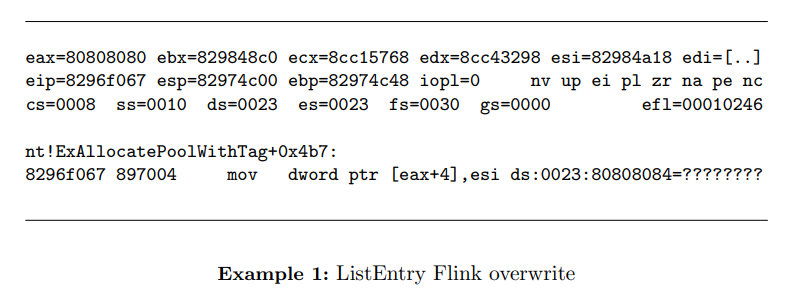 eax=80808080 ebx=829848c0 ecx=8cc15768 edx=8cc43298 esi=82984a18 edi=[..]
eip=8296f067 esp=82974c00 ebp=82974c48 iopl=0 nv up ei pl zr na pe nc
cs=0008 ss=0010 ds=0023 es=0023 fs=0030 gs=0000 efl=00010246
nt!ExAllocatePoolWithTag+0x4b7:
8296f067 897004 mov dword ptr [eax+4],esi ds:0023:80808084=????????
Example 1: ListEntry Flink overwrite